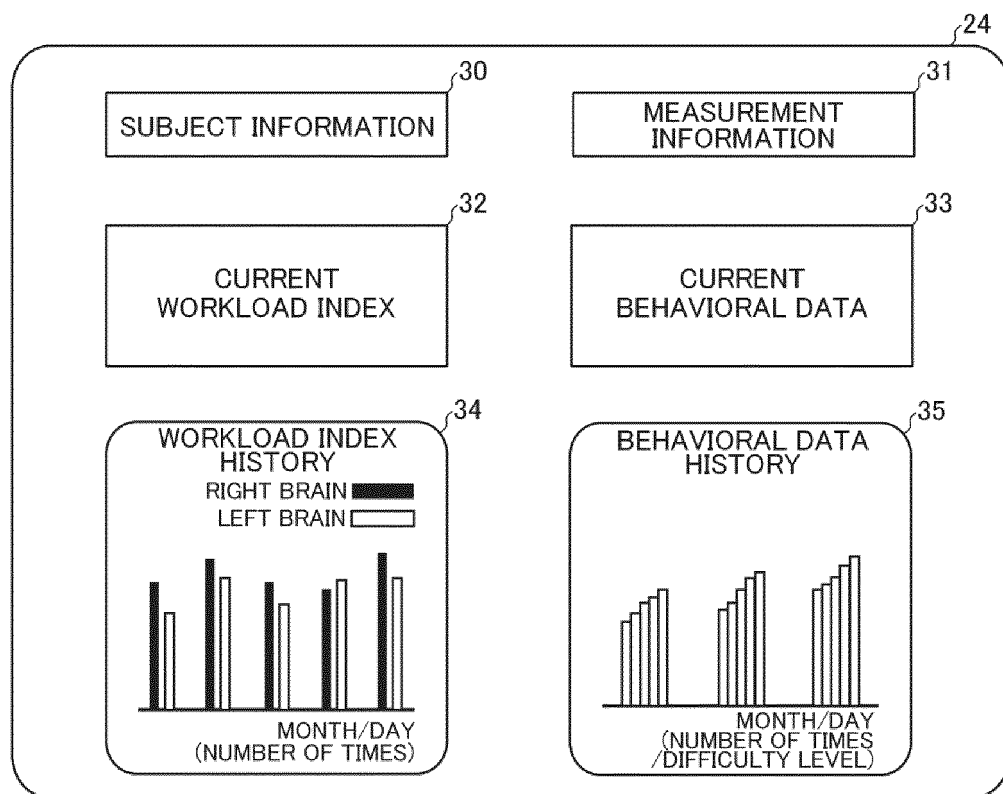 24
30
SUBJECT INFORMATION
31
MEASUREMENT
INFORMATION
32
CURRENT
WORKLOAD INDEX
33
CURRENT
BEHAVIORAL DATA
34
WORKLOAD INDEX
HISTORY
RIGHT BRAIN
LEFT BRAIN
MONTH/DAY
(NUMBER OF TIMES)
35
BEHAVIORAL DATA
HISTORY
MONTH/DAY
(NUMBER OF TIMES
/DIFFICULTY LEVEL)